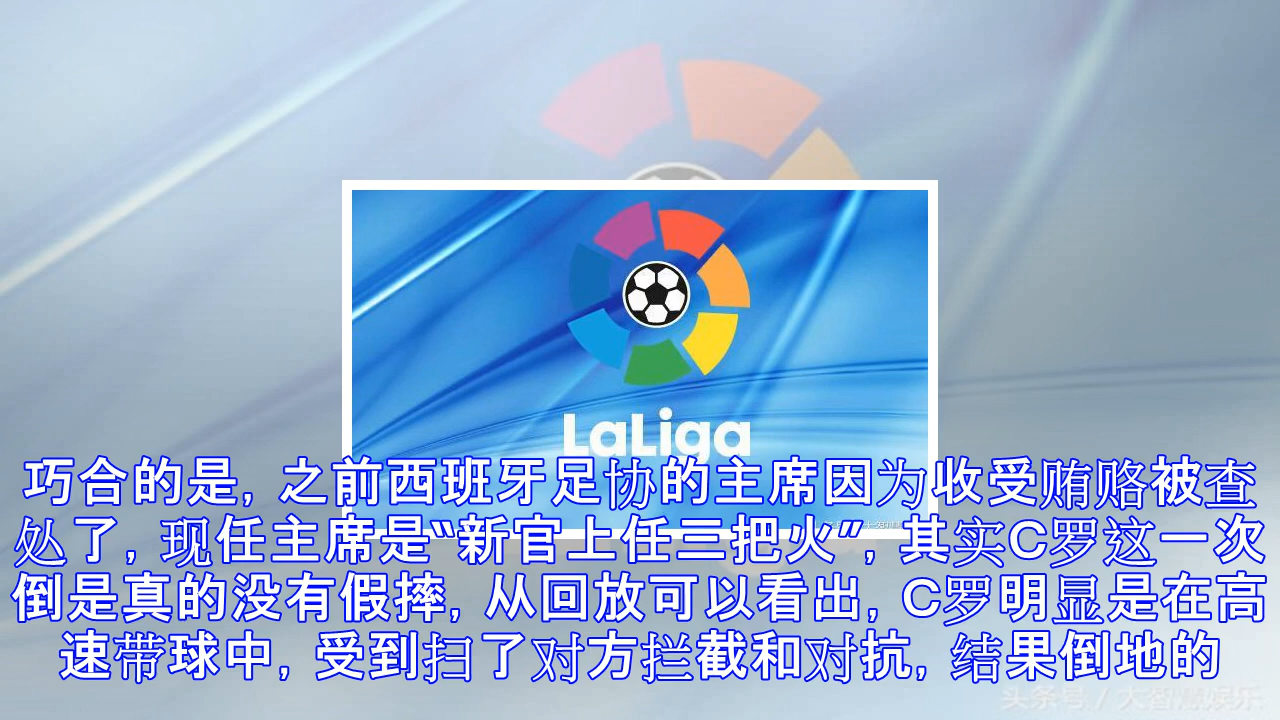 LaLiga
巧合的是, 之前西班牙足协的主席因为收受贿赂被查
处了, 现任主席是“新官上任三把火”, 其实C罗这一次
倒是真的没有假摔, 从回放可以看出, C罗明显是在高
速带球中, 受到扫了对方拦截和对抗, 结果倒地的
头条号 / 大智慧娱乐